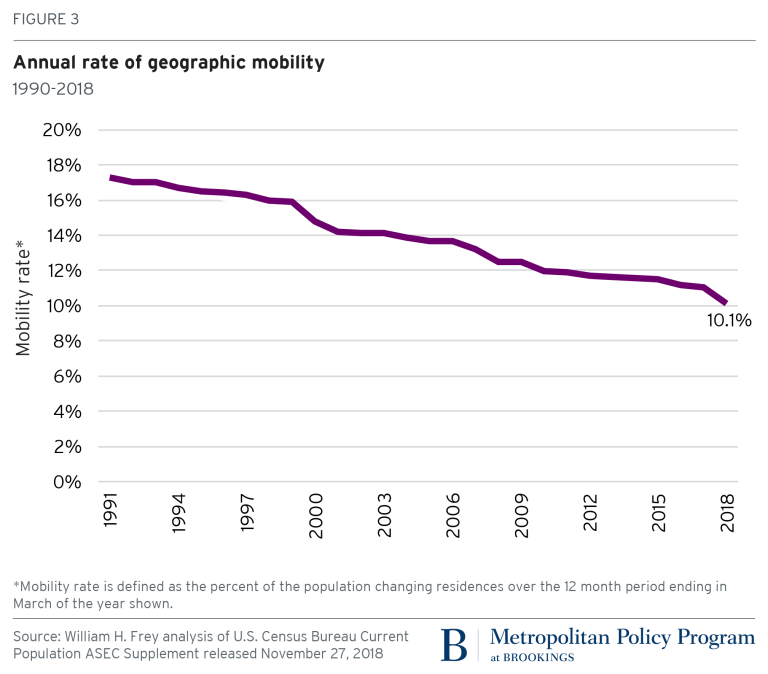 FIGURE 3
Annual rate of geographic mobility
1990-2018
20%
18%
16%
14%
12%
10%
8%
6%
4%
2%
0%
Mobility rate*
10.1%
1991
1994
1997
2000
2003
2006
2009
2012
2015
2018
*Mobility rate is defined as the percent of the population changing residences over the 12 month period ending in
March of the year shown.
Source: William H. Frey analysis of U.S. Census Bureau Current
Population ASEC Supplement released November 27, 2018
B
Metropolitan Policy Program
at BROOKINGS